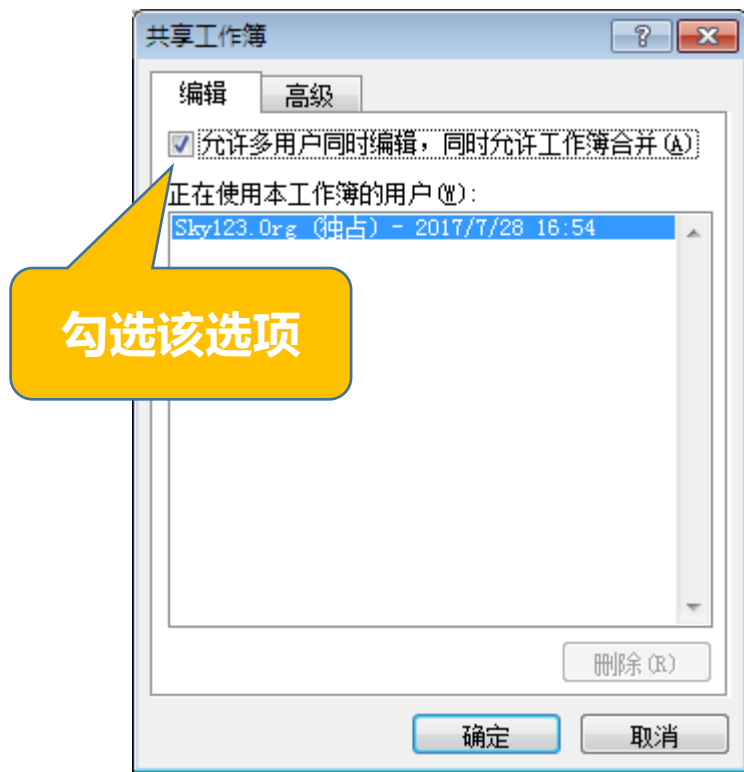 共享工作簿
编辑 高级
允许多用户同时编辑，同时允许工作簿合并(A)
正在使用本工作簿的用户(W):
Sky123.Org (独占) - 2017/7/28 16:54
勾选该选项
删除(R)
确定 取消